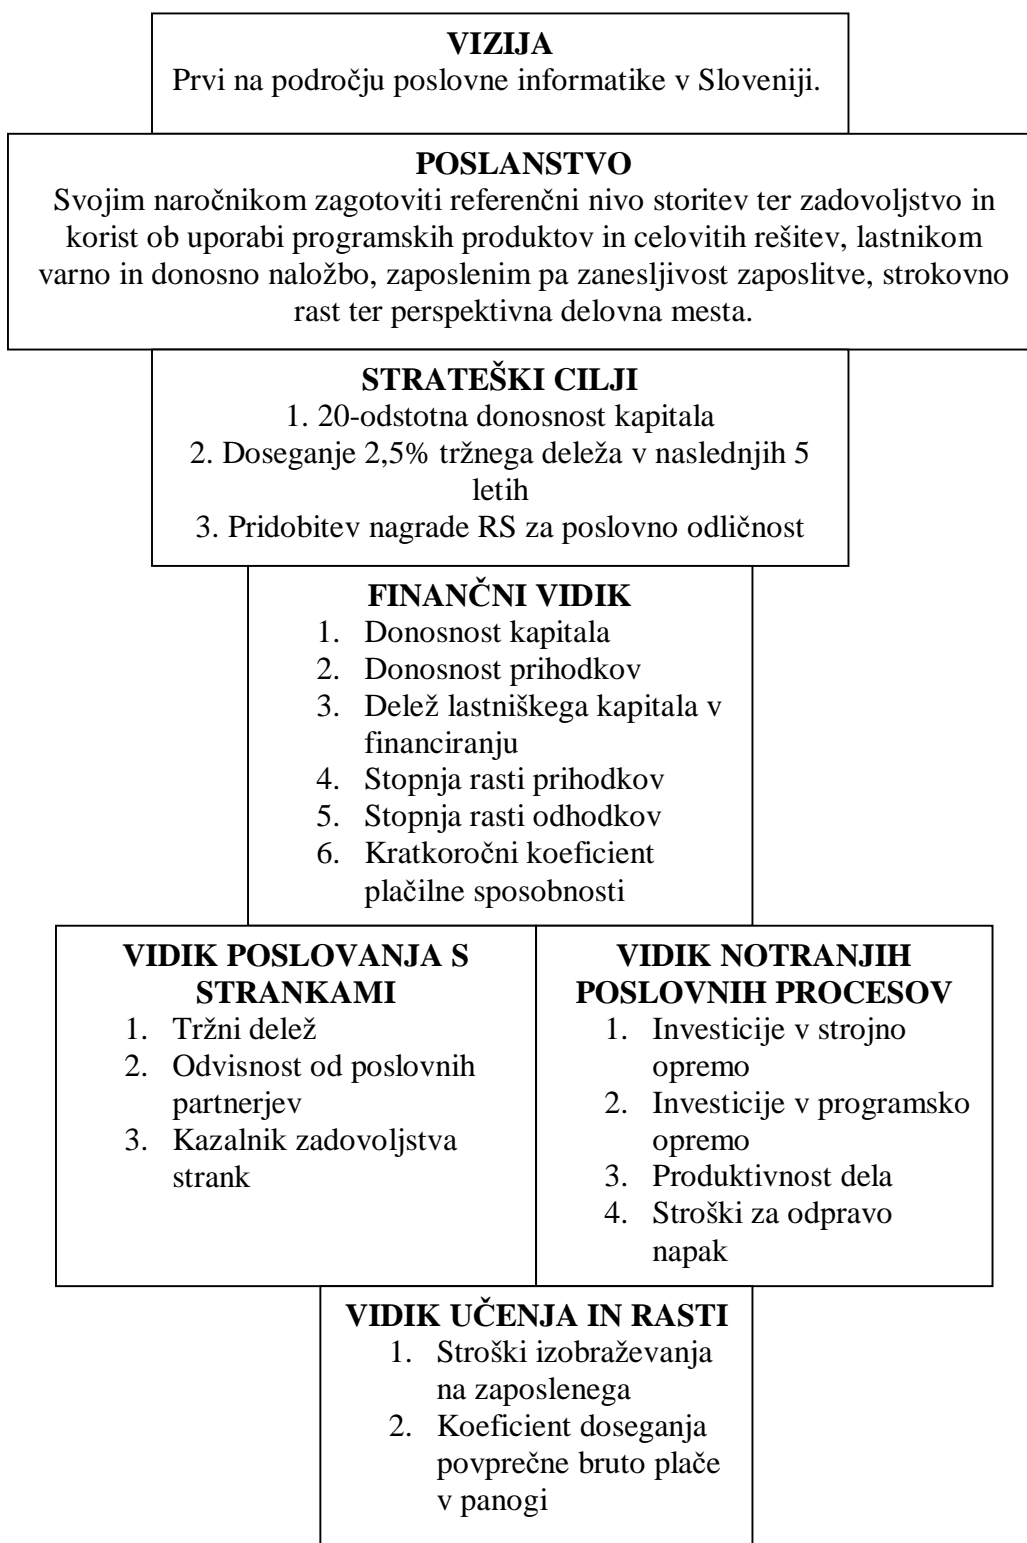 VIZIJA
Prvi na področju poslovne informatike v Sloveniji.
POSLANSTVO
Svojim naročnikom zagotoviti referenčni nivo storitev ter zadovoljstvo in
korist ob uporabi programskih produktov in celovitih rešitev, lastnikom
varno in donosno naložbo, zaposlenim pa zanesljivost zaposlitve, strokovno
rast ter perspektivna delovna mesta.
STRATEŠKI CILJI
1. 20-odstotna donosnost kapitala
2. Doseganje 2,5% tržnega deleža v naslednjih 5
letih
3. Pridobitev nagrade RS za poslovno odličnost
FINANČNI VIDIK
1. Donosnost kapitala
2. Donosnost prihodkov
3. Delež lastniškega kapitala v
financiranju
4. Stopnja rasti prihodkov
5. Stopnja rasti odhodkov
6. Kratkoročni koeficient
plačilne sposobnosti
VIDIK POSLOVANJA S
STRANKAMI
1. Tržni delež
2. Odvisnost od poslovnih
partnerjev
3. Kazalnik zadovoljstva
strank
VIDIK NOTRANJIH
POSLOVNIH PROCESOV
1. Investicije v strojno
opremo
2. Investicije v programsko
opremo
3. Produktivnost dela
4. Stroški za odpravo
napak
VIDIK UČENJA IN RASTI
1. Stroški izobraževanja
na zaposlenega
2. Koeficient doseganja
povprečne bruto plače
v panogi